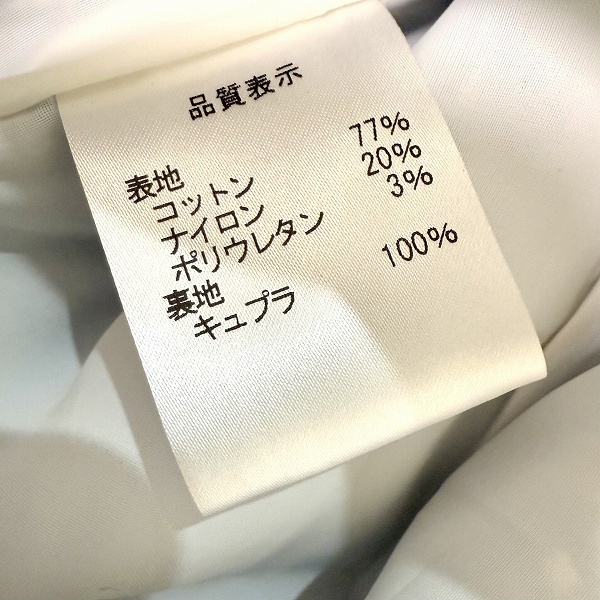 品質表示
表地
コットン 77%
ナイロン 20%
ポリウレタン 3%
裏地
キュプラ 100%